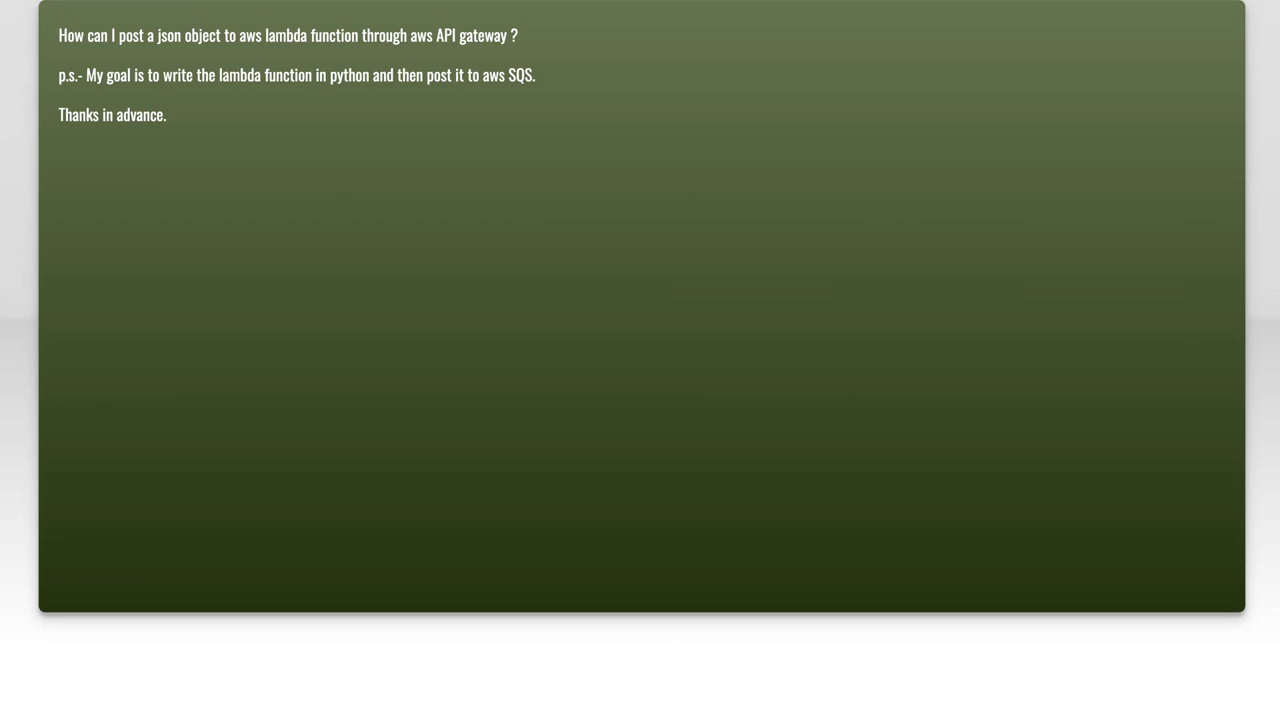 How can I post a json object to aws lambda function through aws API gateway ?
p.s.- My goal is to write the lambda function in python and then post it to aws SQS.
Thanks in advance.